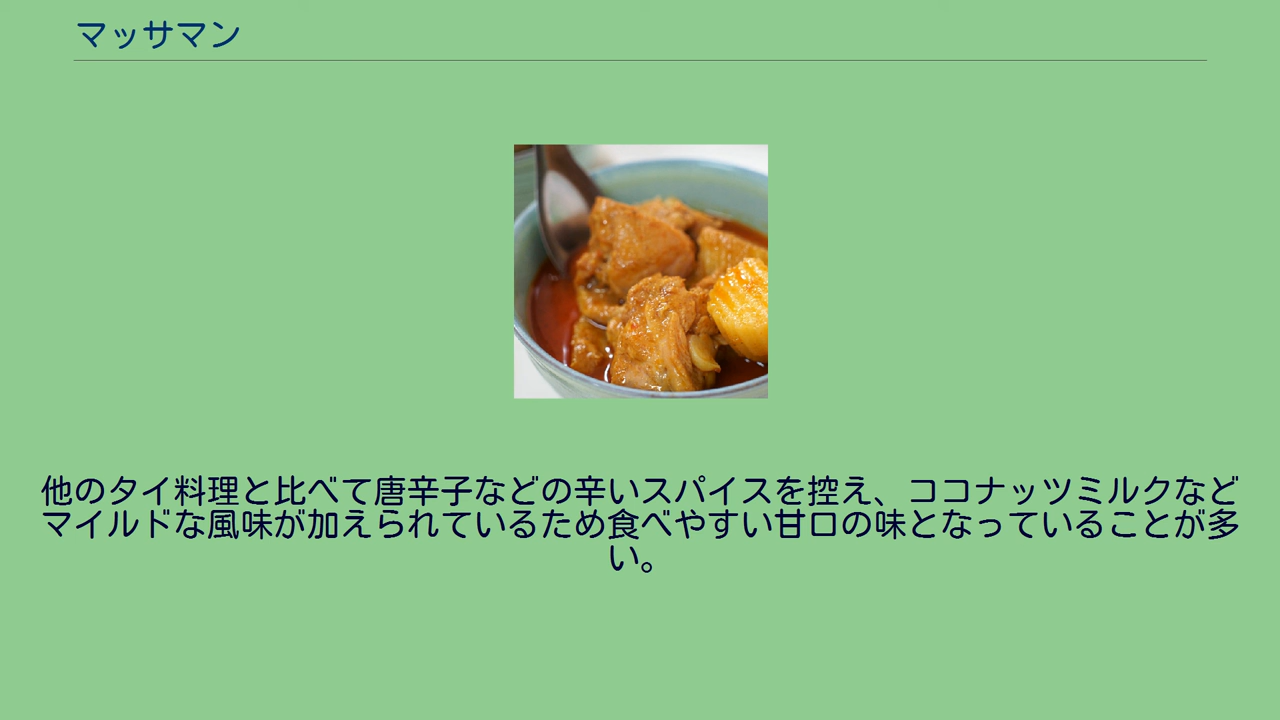 マッサマン
他のタイ料理と比べて唐辛子などの辛いスパイスを控え、ココナッツミルクなど
マイルドな風味が加えられているため食べやすい甘口の味となっていることが多
い。